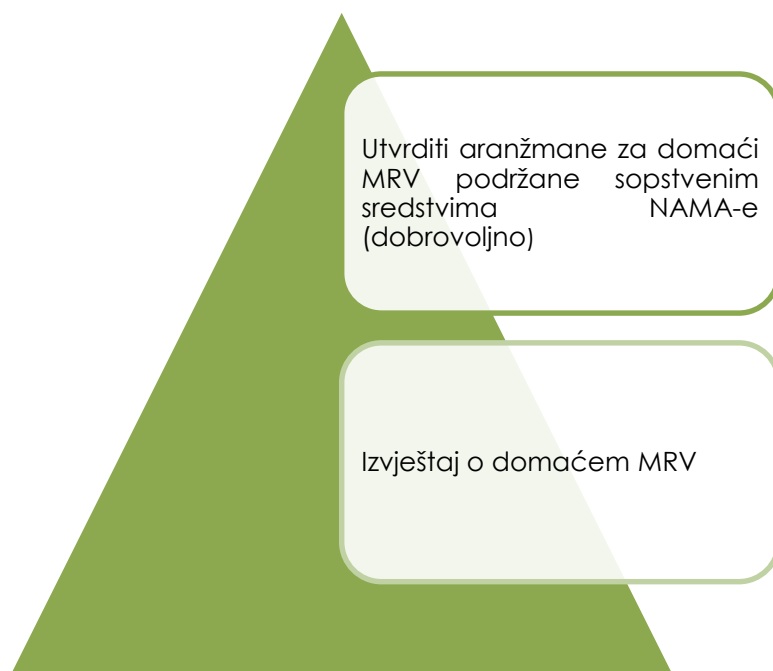 Utvrditi aranžmane za domaći
MRV podržane sopstvenim
sredstvima NAMA-e
(dobrovoljno)
Izvještaj o domaćem MRV